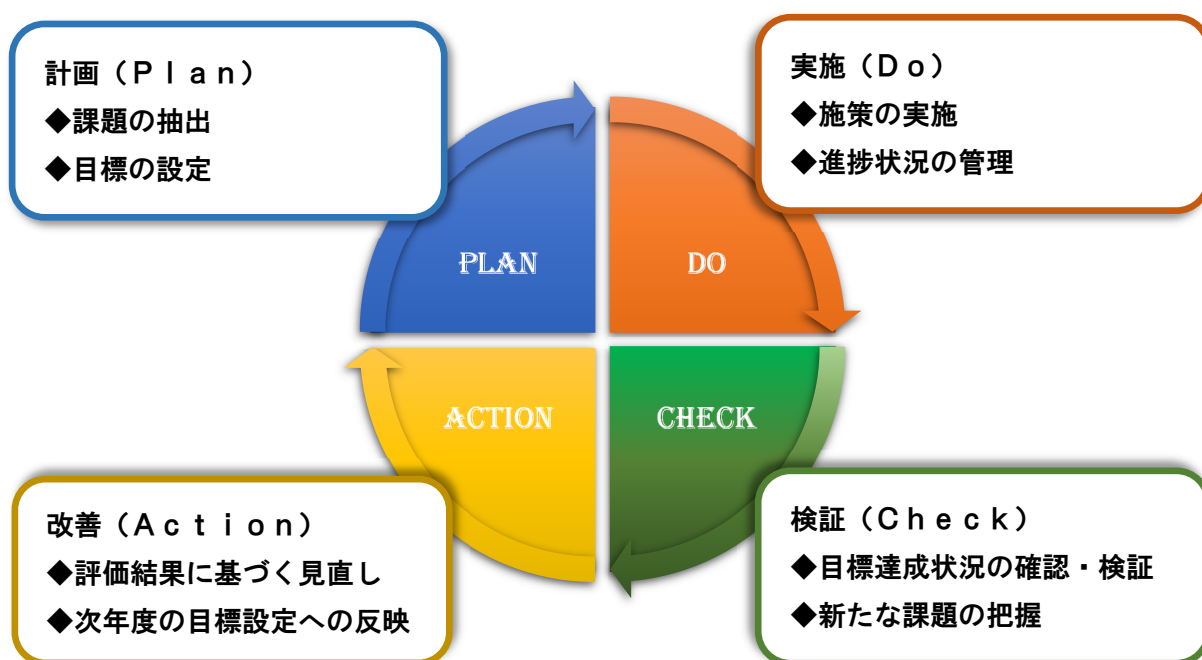 計画（Ｐｌａｎ）
◆課題の抽出
◆目標の設定
実施（Ｄｏ）
◆施策の実施
◆進捗状況の管理
PLAN
DO
ACTION
CHECK
改善（Ａｃｔｉｏｎ）
◆評価結果に基づく見直し
◆次年度の目標設定への反映
検証（Ｃｈｅｃｋ）
◆目標達成状況の確認・検証
◆新たな課題の把握